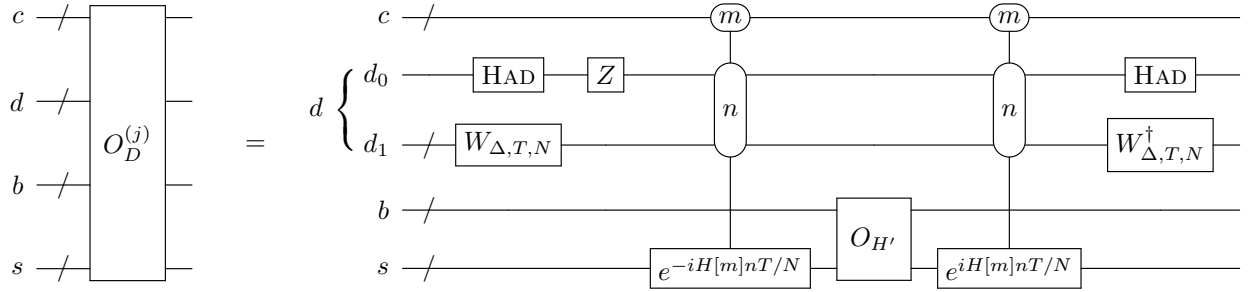 c
d
b
s
O_D^{(j)}
=
c m m
d { d_0 HAD Z HAD
n n
d_1 W_{Δ,T,N} W^†_{Δ,T,N}
b
O_{H'}
s e^{-iH[m]nT/N} e^{iH[m]nT/N}